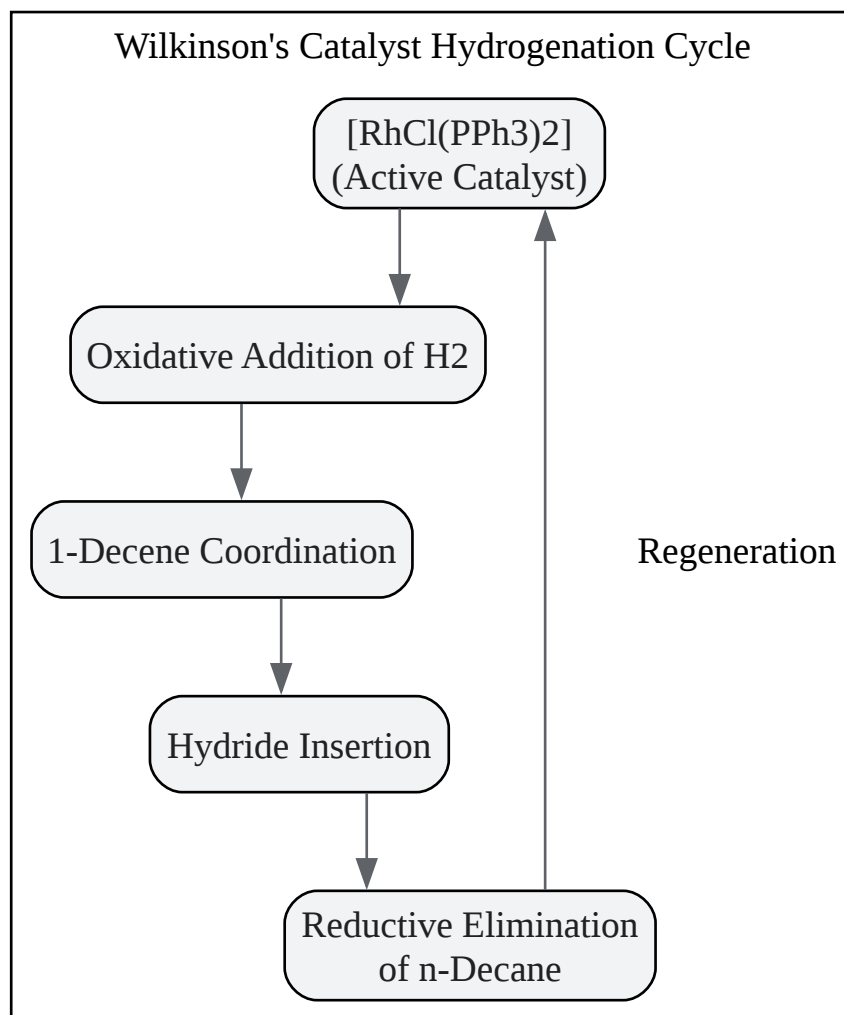 Wilkinson's Catalyst Hydrogenation Cycle
[RhCl(PPh3)2]
(Active Catalyst)
Oxidative Addition of H2
1-Decene Coordination
Regeneration
Hydride Insertion
Reductive Elimination
of n-Decane